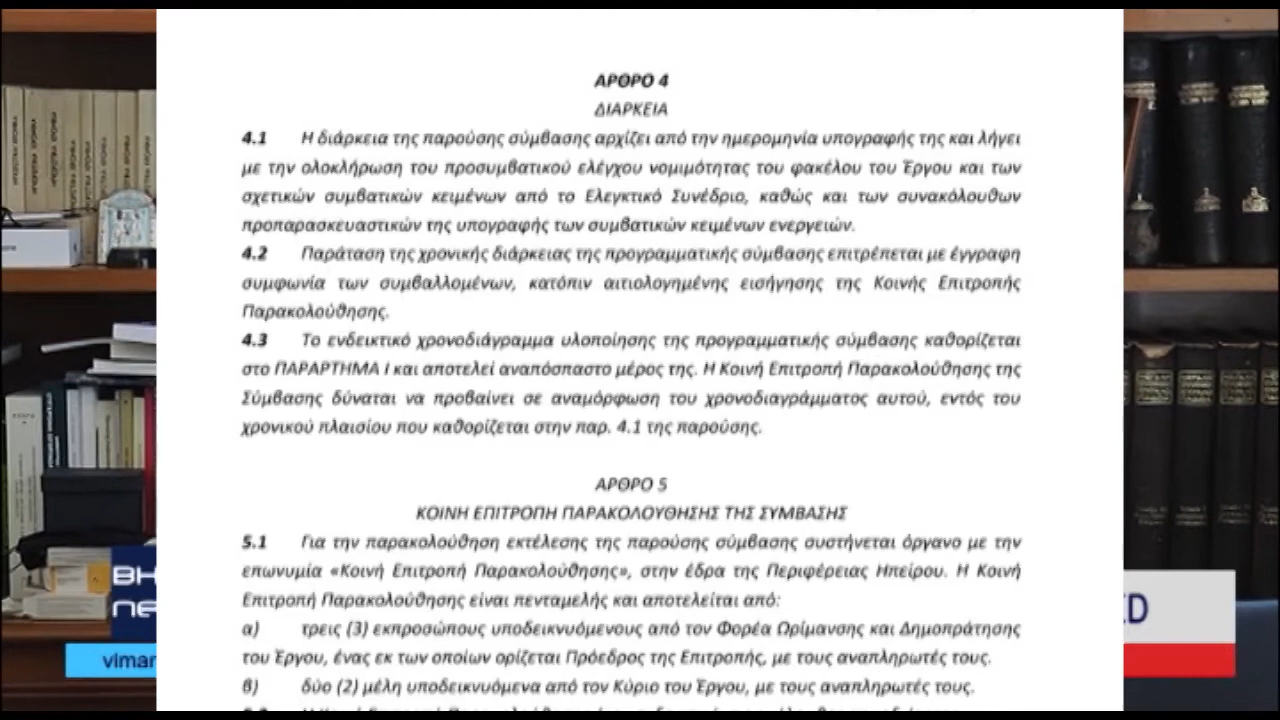 ΑΡΘΡΟ 4
ΔΙΑΡΚΕΙΑ
4.1 Η διάρκεια της παρούσης σύμβασης αρχίζει από την ημερομηνία υπογραφής της και λήγει
με την ολοκλήρωση του προσυμβατικού ελέγχου νομιμότητας του φακέλου του Έργου και των
σχετικών συμβατικών κειμένων από το Ελεγκτικό Συνέδριο, καθώς και των συνακόλουθων
προπαρασκευαστικών της υπογραφής των συμβατικών κειμένων ενεργειών.
4.2 Παράταση της χρονικής διάρκειας της προγραμματικής σύμβασης επιτρέπεται με έγγραφη
συμφωνία των συμβαλλομένων, κατόπιν αιτιολογημένης εισήγησης της Κοινής Επιτροπής
Παρακολούθησης.
4.3 Το ενδεικτικό χρονοδιάγραμμα υλοποίησης της προγραμματικής σύμβασης καθορίζεται
στο ΠΑΡΑΡΤΗΜΑ Ι και αποτελεί αναπόσπαστο μέρος της. Η Κοινή Επιτροπή Παρακολούθησης της
Σύμβασης δύναται να προβαίνει σε αναμόρφωση του χρονοδιαγράμματος αυτού, εντός του
χρονικού πλαισίου που καθορίζεται στην παρ. 4.1 της παρούσης.
ΑΡΘΡΟ 5
ΚΟΙΝΗ ΕΠΙΤΡΟΠΗ ΠΑΡΑΚΟΛΟΥΘΗΣΗΣ ΤΗΣ ΣΥΜΒΑΣΗΣ
5.1 Για την παρακολούθηση εκτέλεσης της παρούσης σύμβασης συστήνεται όργανο με την
επωνυμία «Κοινή Επιτροπή Παρακολούθησης», στην έδρα της Περιφέρειας Ηπείρου. Η Κοινή
Επιτροπή Παρακολούθησης είναι πενταμελής και αποτελείται από:
α) τρεις (3) εκπροσώπους υποδεικνυόμενους από τον Φορέα Ωρίμανσης και Δημοπράτησης
του Έργου, ένας εκ των οποίων ορίζεται Πρόεδρος της Επιτροπής, με τους αναπληρωτές τους.
β) δύο (2) μέλη υποδεικνυόμενα από τον Κύριο του Έργου, με τους αναπληρωτές τους.
ΒΗ
ne
vimar
ED